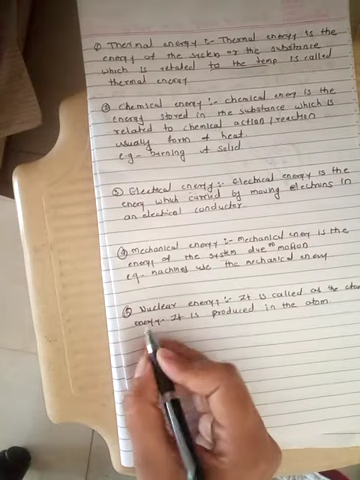 ① Thermal energy :- Thermal energy is the
energy of the system or the substance
which is related to the temp is called
thermal energy
② Chemical energy :- chemical energy is the
energy stored in the substance which is
related to chemical action/reaction
usually form of heat
e.g - burning of solid
③ Electrical energy :- Electrical energy is the
energy which carried by moving electrons in
an electrical conductor
④ Mechanical energy :- Mechanical energy is the
energy of the system due to motion
eg - machines use the mechanical energy
⑤ Nuclear energy :- It is called as the
energy. It is produced in the atom